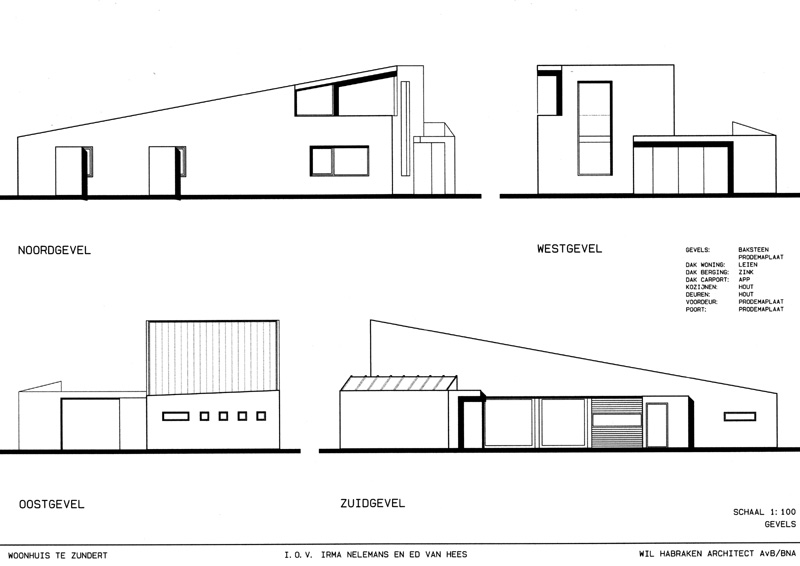 NOORDGEVEL
WESTGEVEL
GEVELS: BAKSTEEN
PRODEMAPLAAT
DAK WONING: LEIEN
DAK BERGING: ZINK
DAK CARPORT: APP
KOZIJNEN: HOUT
DEUREN: HOUT
VOORDEUR: PRODEMAPLAAT
POORT: PRODEMAPLAAT
OOSTGEVEL
ZUIDGEVEL
SCHAAL 1:100
GEVELS
WOONHUIS TE ZUNDERT
I.O.V. IRMA NELEMANS EN ED VAN HEES
WIL HABRAKEN ARCHITECT AvB/BNA